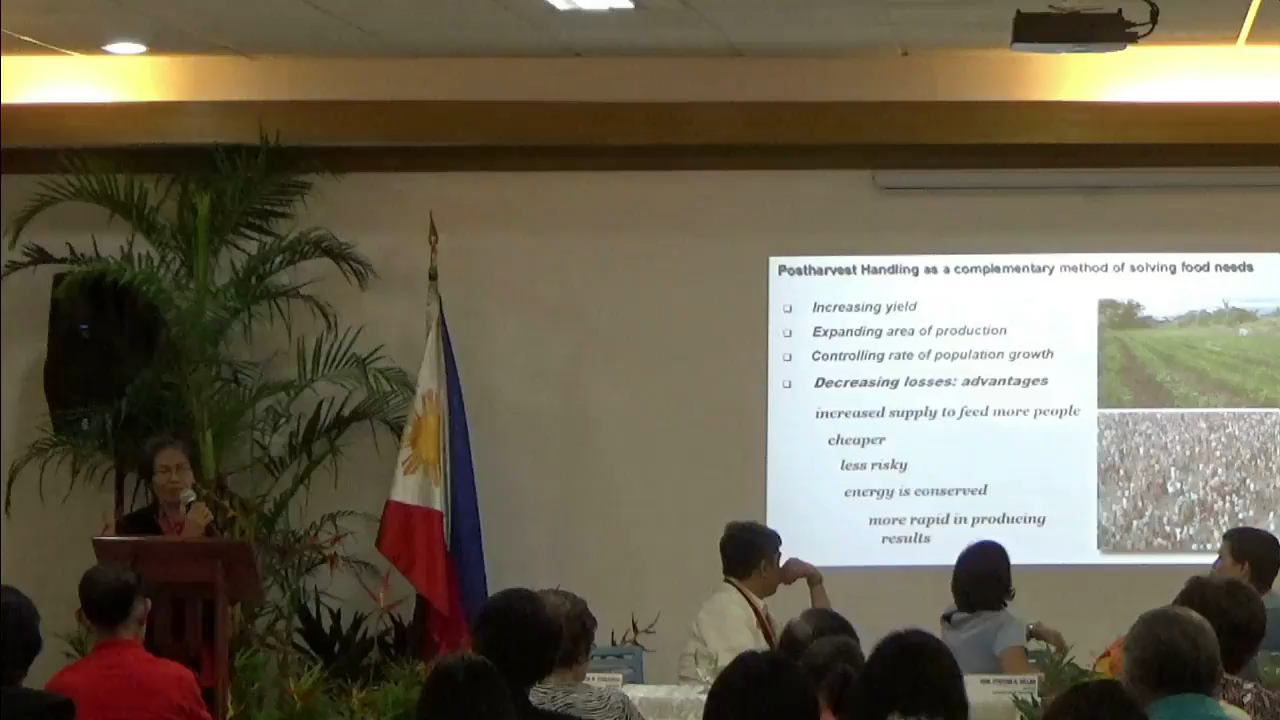 Postharvest Handling as a complementary method of solving food needs
Increasing yield
Expanding area of production
Controlling rate of population growth
Decreasing losses: advantages
increased supply to feed more people
cheaper
less risky
energy is conserved
more rapid in producing
results